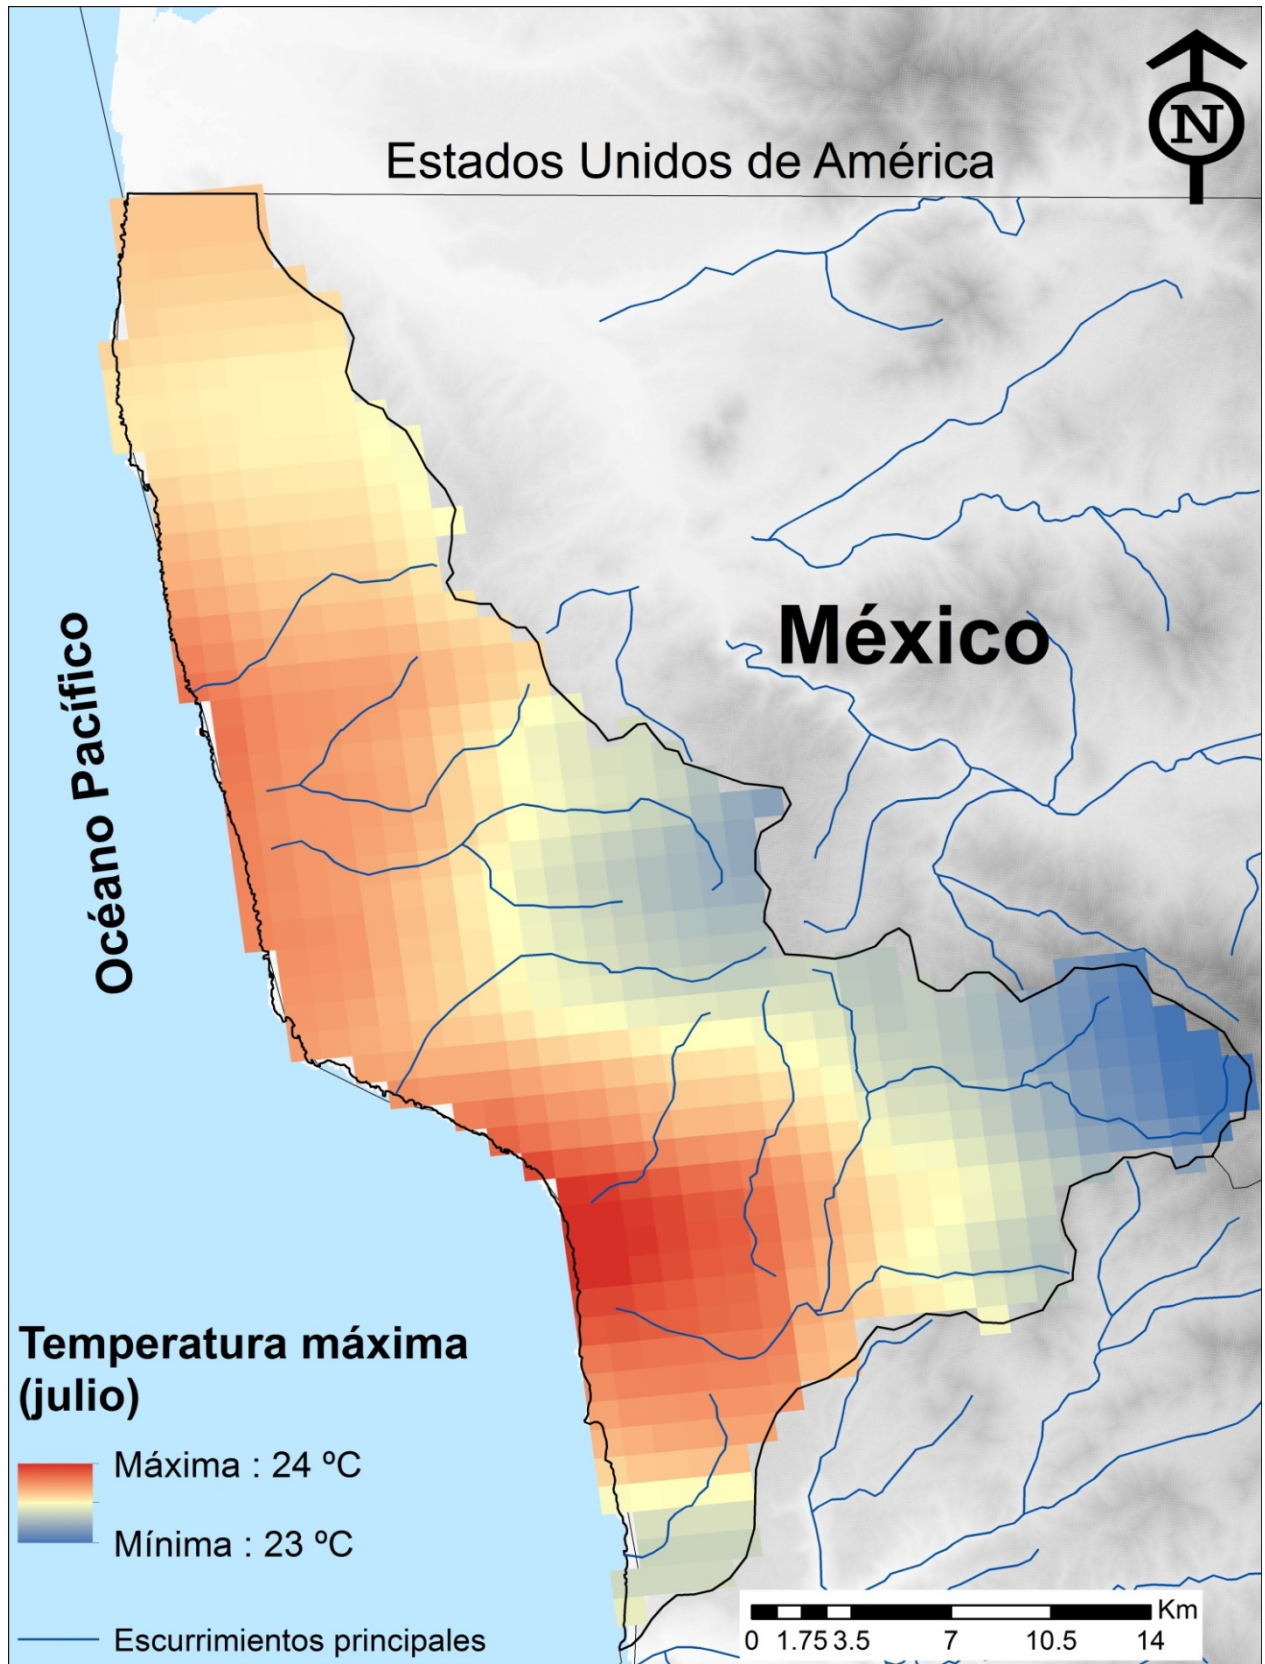 N
Estados Unidos de América
México
Océano Pacífico
Temperatura máxima
(julio)
Máxima : 24 ºC
Mínima : 23 ºC
Escurrimientos principales
Km
0 1.75 3.5 7 10.5 14